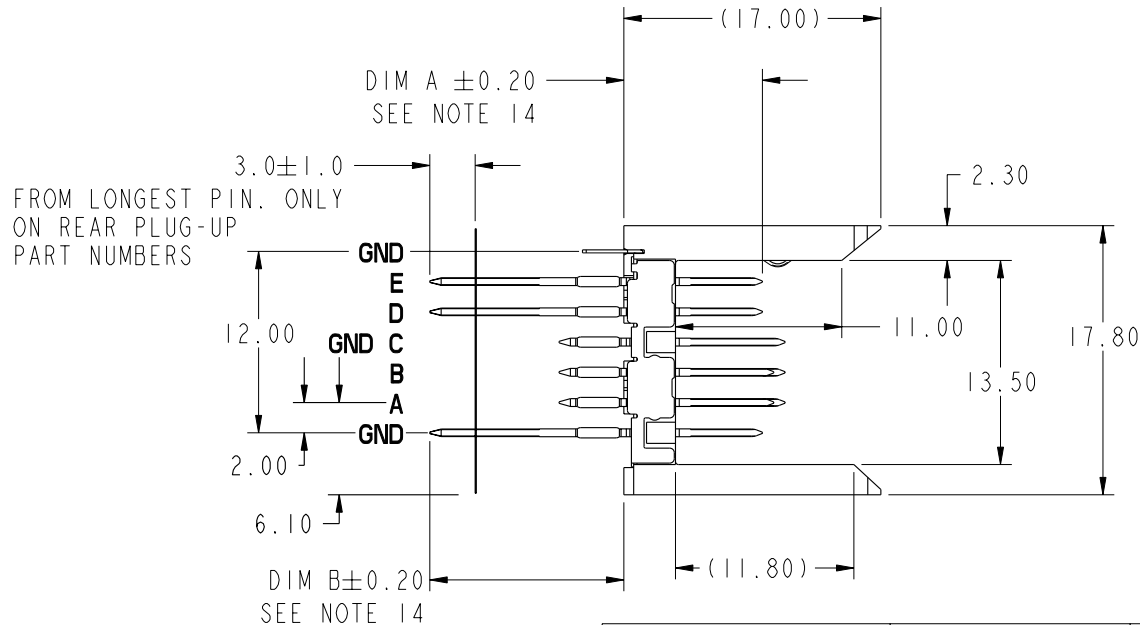 (17.00)
DIM A ±0.20
SEE NOTE 14
3.0±1.0
FROM LONGEST PIN. ONLY
ON REAR PLUG-UP
PART NUMBERS
2.30
GND
E
D
12.00
GND C
11.00
17.80
B
13.50
A
GND
2.00
6.10
DIM B±0.20
SEE NOTE 14
(11.80)